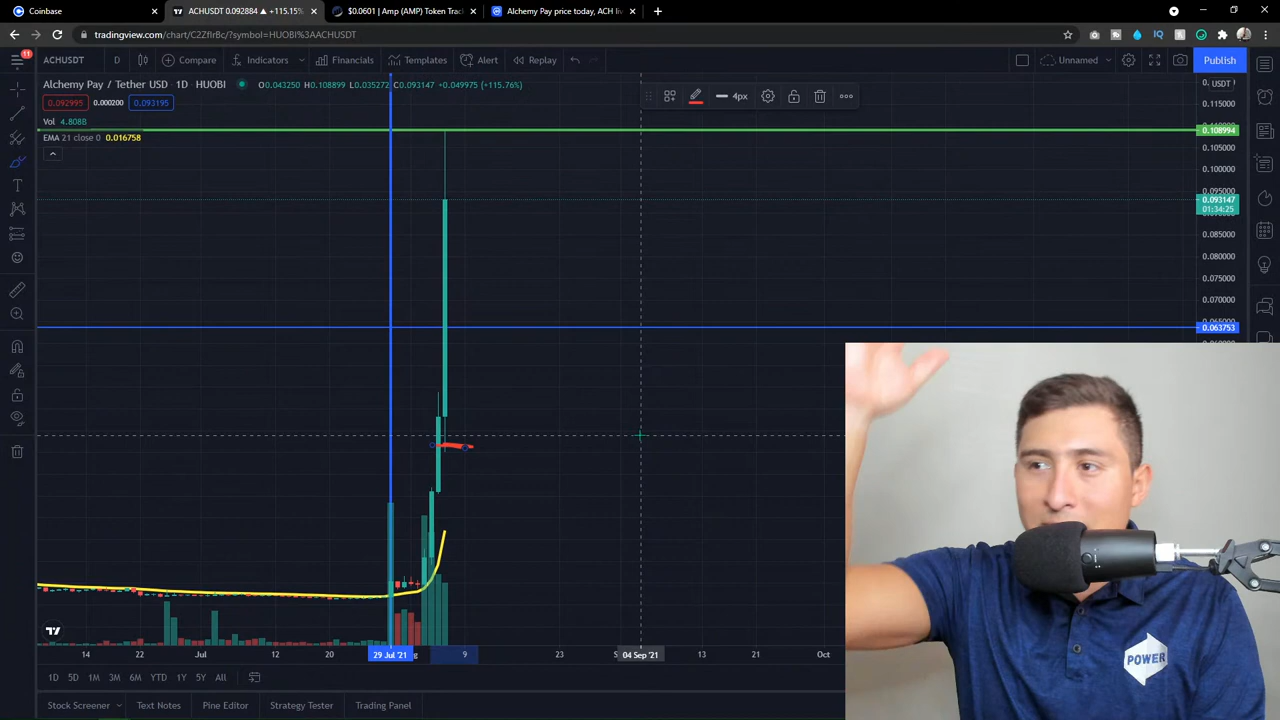 Coinbase
ACHUSDT 0.092884 ▲ +115.15%
$0.0601 | Amp (AMP) Token Trac
Alchemy Pay price today, ACH live
tradingview.com/chart/C2ZfIrBc/?symbol=HUOBI%3AACHUSDT
11
ACHUSDT
D
Compare
Indicators
Financials
Templates
Alert
Replay
Unnamed
Publish
Alchemy Pay / Tether USD · 1D · HUOBI
O0.043250 H0.108899 L0.035272 C0.093147 +0.049975 (+115.76%)
USDT
0.092995 0.000200 0.093195
4px
0.115000
Vol 4.808B
0.108994
EMA 21 close 0 0.016758
0.105000
0.100000
0.095000
0.093147
01:34:25
0.085000
0.080000
0.075000
0.070000
0.063753
POWER
14
22
Jul
12
20
29 Jul '21
9
23
04 Sep '21
13
21
Oct
1D 5D 1M 3M 6M YTD 1Y 5Y All
Stock Screener
Text Notes
Pine Editor
Strategy Tester
Trading Panel